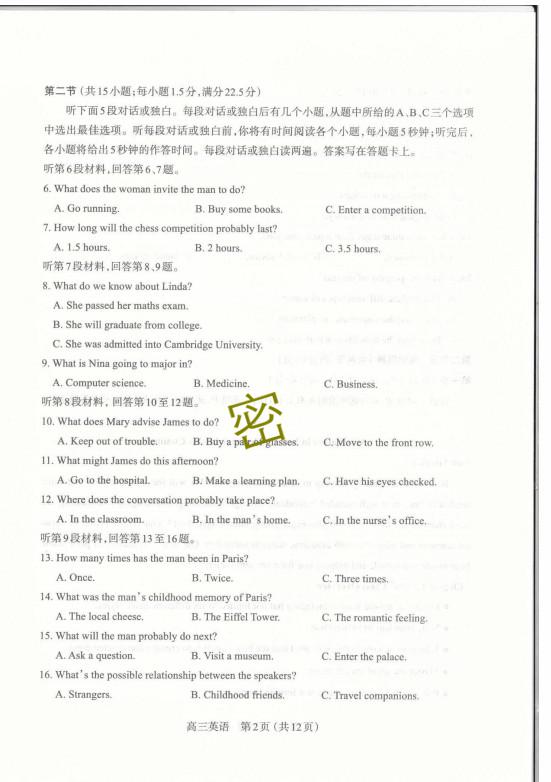 第二节 (共15小题;每小题1.5分,满分22.5分)
听下面5段对话或独白。每段对话或独白后有几个小题,从题中所给的A、B、C三个选项
中选出最佳选项。听每段对话或独白前,你将有时间阅读各个小题,每小题5秒钟;听完后,
各小题将给出5秒钟的作答时间。每段对话或独白读两遍。答案写在答题卡上。
听第6段材料,回答第6、7题。
6. What does the woman invite the man to do?
A. Go running. B. Buy some books. C. Enter a competition.
7. How long will the chess competition probably last?
A. 1.5 hours. B. 2 hours. C. 3.5 hours.
听第7段材料,回答第8、9题。
8. What do we know about Linda?
A. She passed her maths exam.
B. She will graduate from college.
C. She was admitted into Cambridge University.
9. What is Nina going to major in?
A. Computer science. B. Medicine. C. Business.
听第8段材料,回答第10至12题。
10. What does Mary advise James to do?
A. Keep out of trouble. B. Buy a pair of glasses. C. Move to the front row.
密
11. What might James do this afternoon?
A. Go to the hospital. B. Make a learning plan. C. Have his eyes checked.
12. Where does the conversation probably take place?
A. In the classroom. B. In the man's home. C. In the nurse's office.
听第9段材料,回答第13至16题。
13. How many times has the man been in Paris?
A. Once. B. Twice. C. Three times.
14. What was the man's childhood memory of Paris?
A. The local cheese. B. The Eiffel Tower. C. The romantic feeling.
15. What will the man probably do next?
A. Ask a question. B. Visit a museum. C. Enter the palace.
16. What's the possible relationship between the speakers?
A. Strangers. B. Childhood friends. C. Travel companions.
高三英语 第2页(共12页)